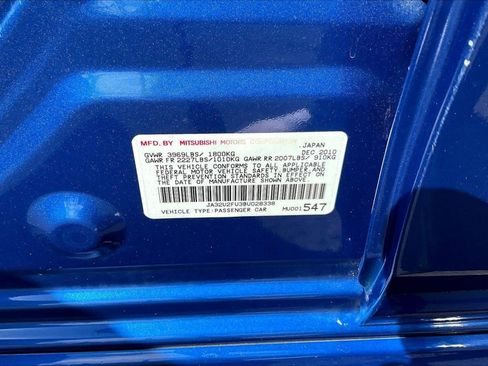 MFD. BY MITSUBISHI MOTORS CORPORATION JAPAN
GVWR 3969LBS/ 1800KG DEC 2010
GAWR FR 2227LBS/1010KG GAWR RR 2007LBS/ 910KG
THIS VEHICLE CONFORMS TO ALL APPLICABLE
FEDERAL MOTOR VEHICLE SAFETY, BUMPER, AND
THEFT PREVENTION STANDARDS IN EFFECT ON
THE DATE OF MANUFACTURE SHOWN ABOVE.
JA32U2FU3BU028338
VEHICLE TYPE:PASSENGER CAR MU001547